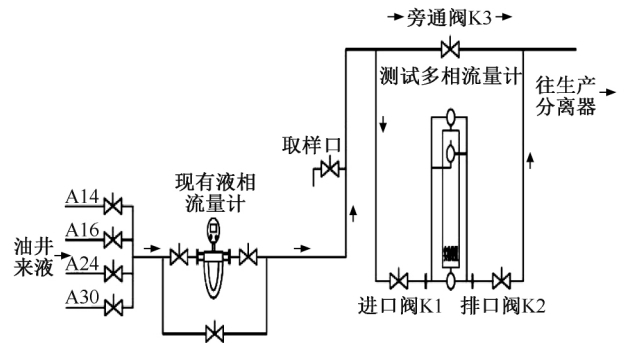 旁通阀K3
测试多相流量计
往生产
分离器
取样口
现有液相
流量计
A14
A16
油井
来液
A24
A30
进口阀K1
排口阀K2